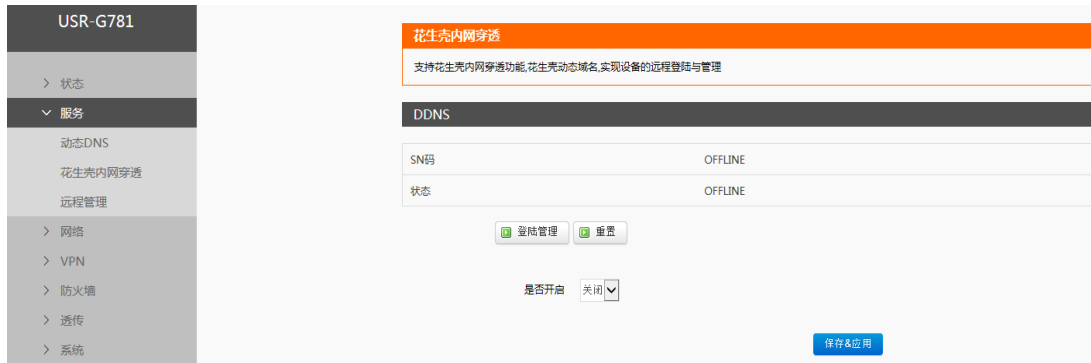 USR-G781
状态
服务
动态DNS
花生壳内网穿透
远程管理
网络
VPN
防火墙
透传
系统
花生壳内网穿透
支持花生壳内网穿透功能,花生壳动态域名,实现设备的远程登陆与管理
DDNS
SN码 OFFLINE
状态 OFFLINE
登陆管理 重置
是否开启 关闭
保存&应用